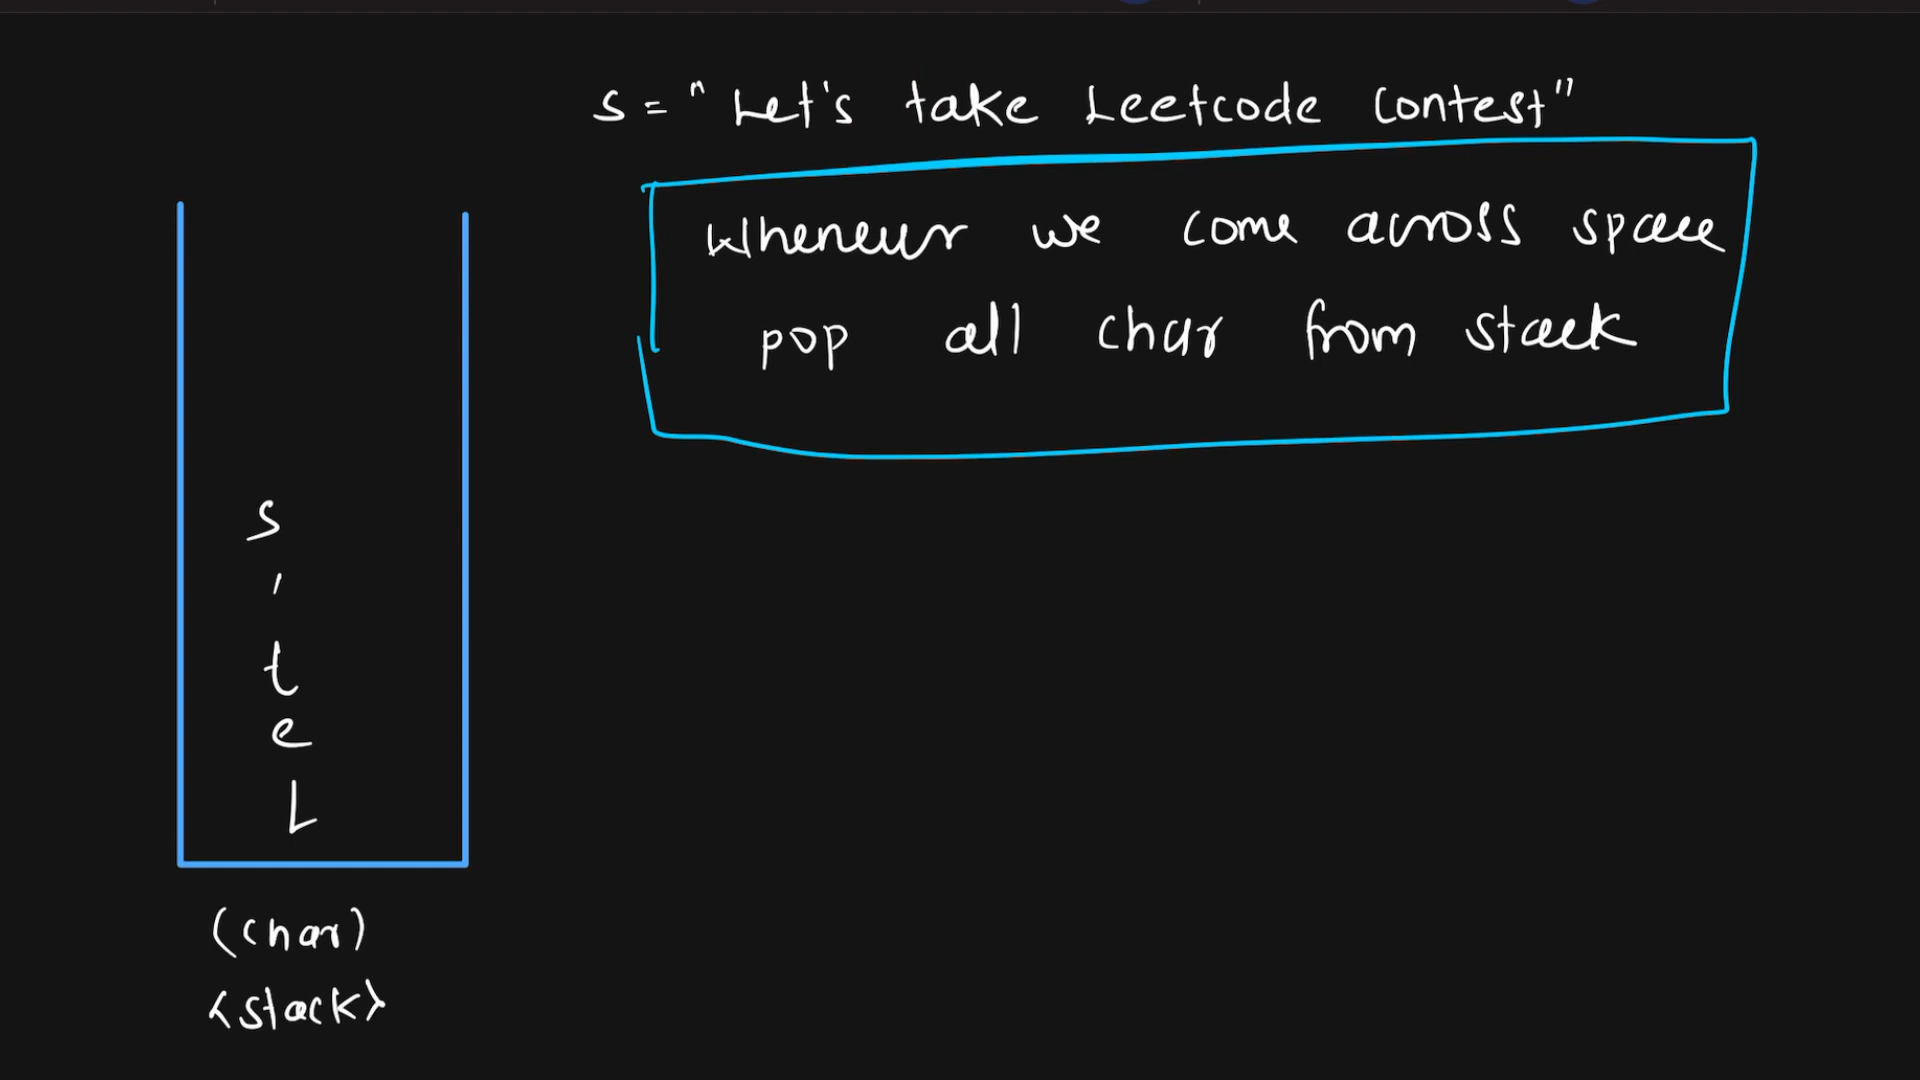 s = "Let's take Leetcode Contest"
Whenever we come across space
pop all char from stack
s
'
t
e
L
(char)
<stack>